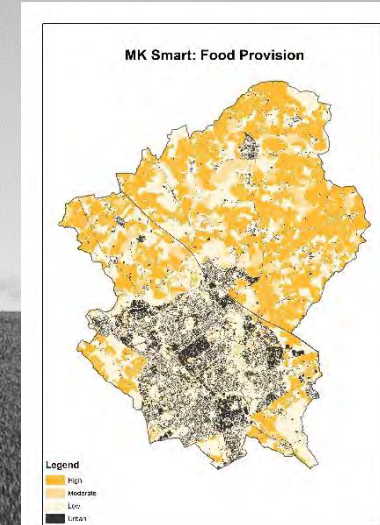 MK Smart: Food Provision
Legend
High
Moderate
Low
Urban